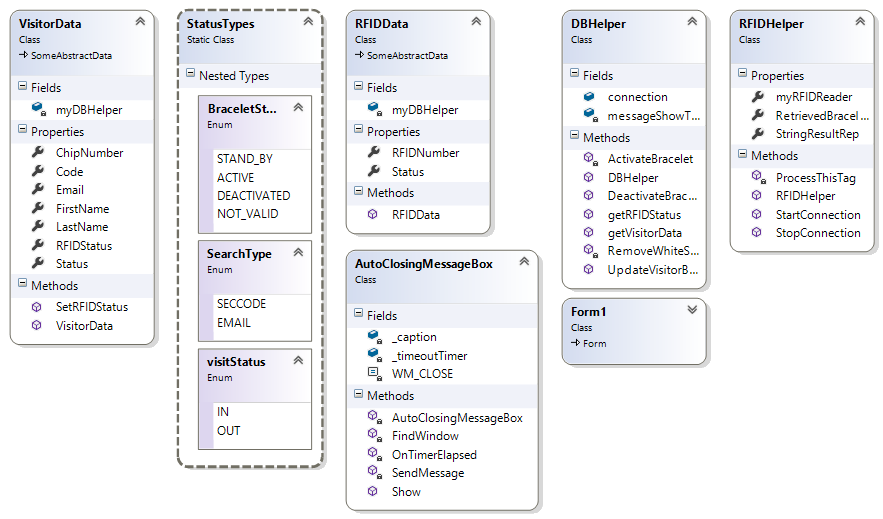 VisitorData
Class
SomeAbstractData
Fields
myDBHelper
Properties
ChipNumber
Code
Email
FirstName
LastName
RFIDStatus
Status
Methods
SetRFIDStatus
VisitorData
StatusTypes
Static Class
Nested Types
BraceletSt...
Enum
STAND_BY
ACTIVE
DEACTIVATED
NOT_VALID
SearchType
Enum
SECCODE
EMAIL
visitStatus
Enum
IN
OUT
RFIDData
Class
SomeAbstractData
Fields
myDBHelper
Properties
RFIDNumber
Status
Methods
RFIDData
AutoClosingMessageBox
Class
Fields
_caption
_timeoutTimer
WM_CLOSE
Methods
AutoClosingMessageBox
FindWindow
OnTimerElapsed
SendMessage
Show
DBHelper
Class
Fields
connection
messageShowT...
Methods
ActivateBracelet
DBHelper
DeactivateBrac...
getRFIDStatus
getVisitorData
RemoveWhiteS...
UpdateVisitorB...
Form1
Class
Form
RFIDHelper
Class
Properties
myRFIDReader
RetrievedBracel...
StringResultRep
Methods
ProcessThisTag
RFIDHelper
StartConnection
StopConnection